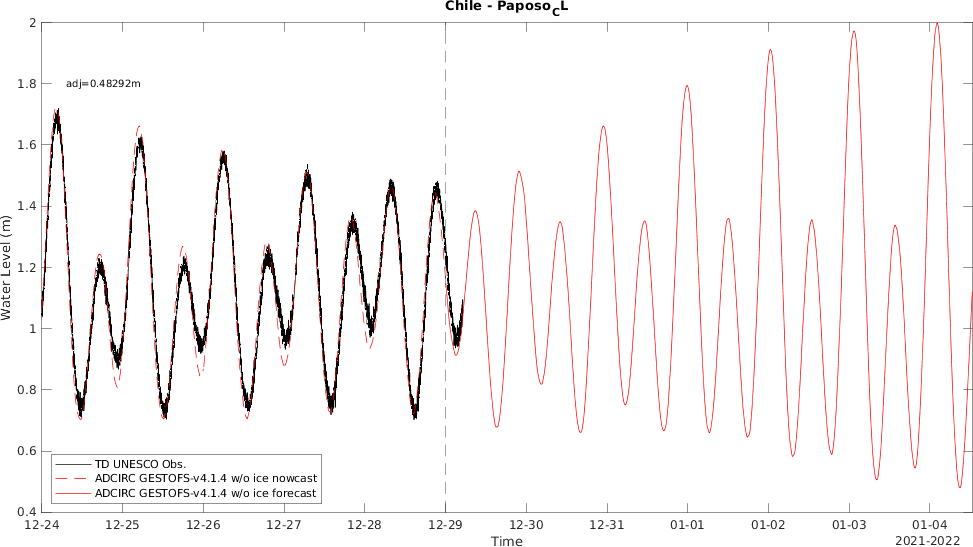 Chile - Paposo_CL
2
1.8
1.6
1.4
1.2
1
0.8
0.6
0.4
Water Level (m)
adj=0.48292m
TD UNESCO Obs.
ADCIRC GESTOFS-v4.1.4 w/o ice nowcast
ADCIRC GESTOFS-v4.1.4 w/o ice forecast
12-24 12-25 12-26 12-27 12-28 12-29 12-30 12-31 01-01 01-02 01-03 01-04
Time
2021-2022